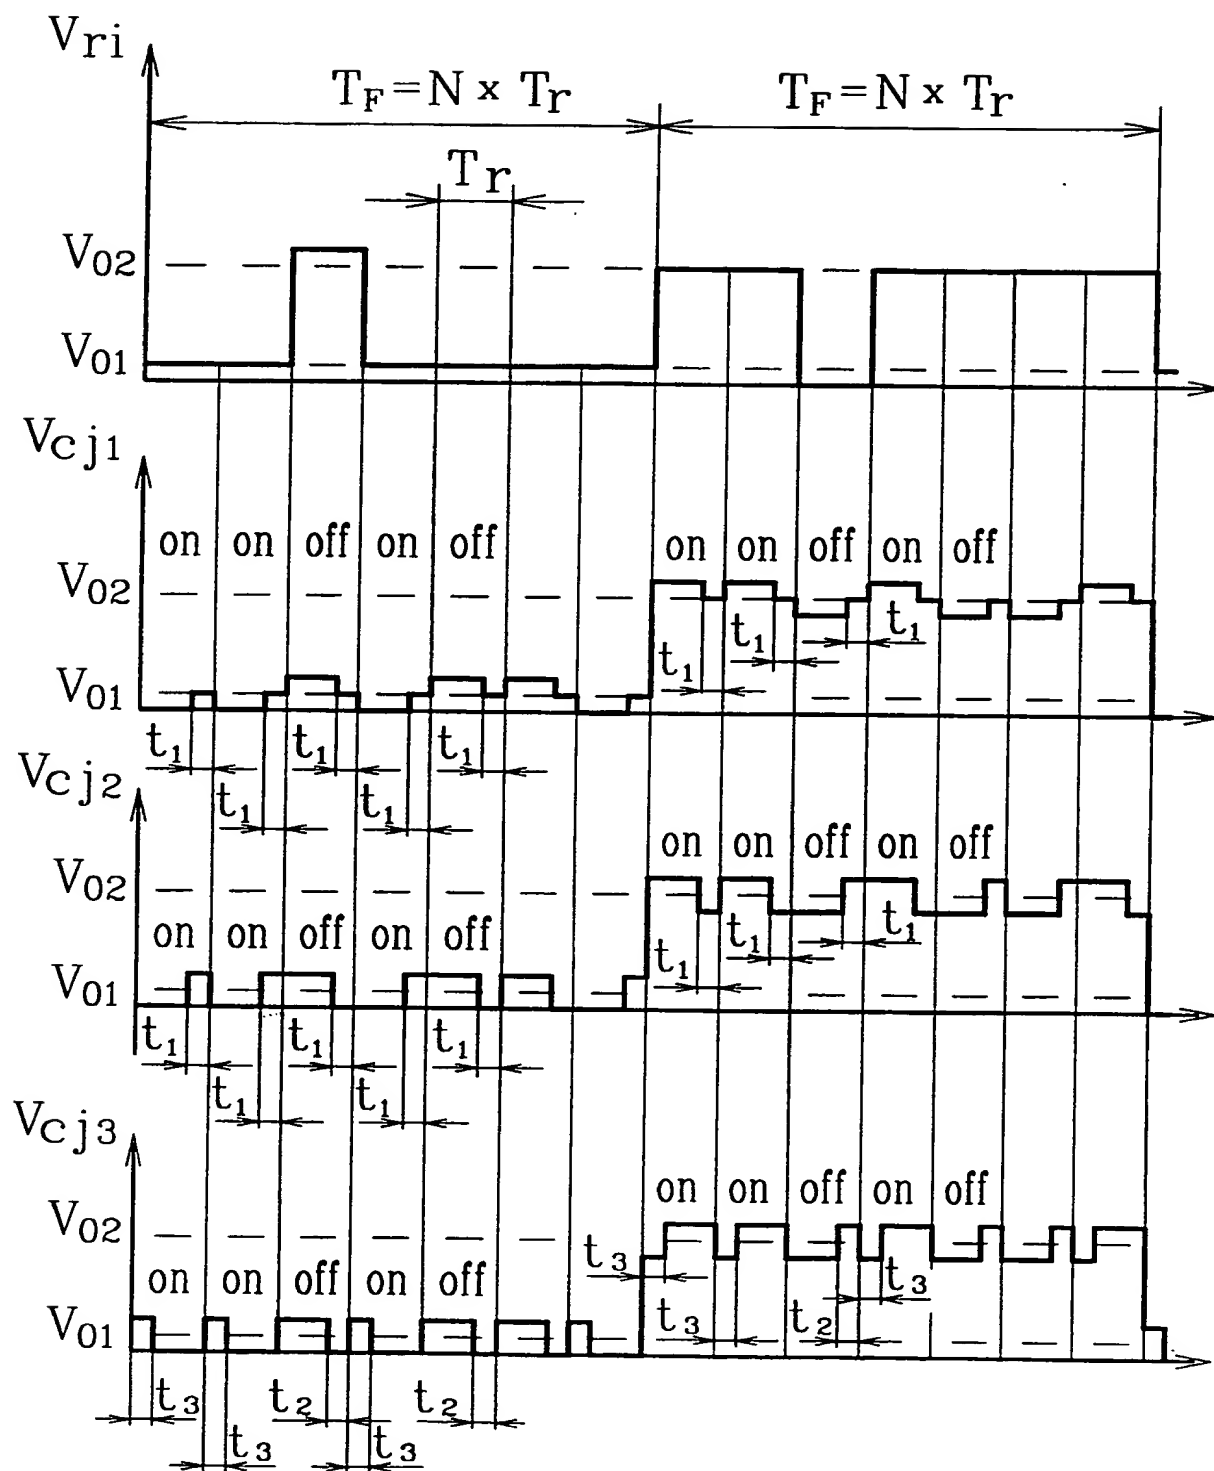 Vri
TF=N x Tr TF=N x Tr
Tr
V02
V01
Vcj1
on on off on off on on off on off
V02
t1 t1 t1
V01
t1 t1 t1
t1 t1
Vcj2
on on off on off
V02
on on off on off
t1 t1 t1
V01
t1 t1 t1
t1 t1
Vcj3
on on off on off
V02
t3
on on off on off
t3
t3 t2
V01
t3 t2 t2
t3 t3